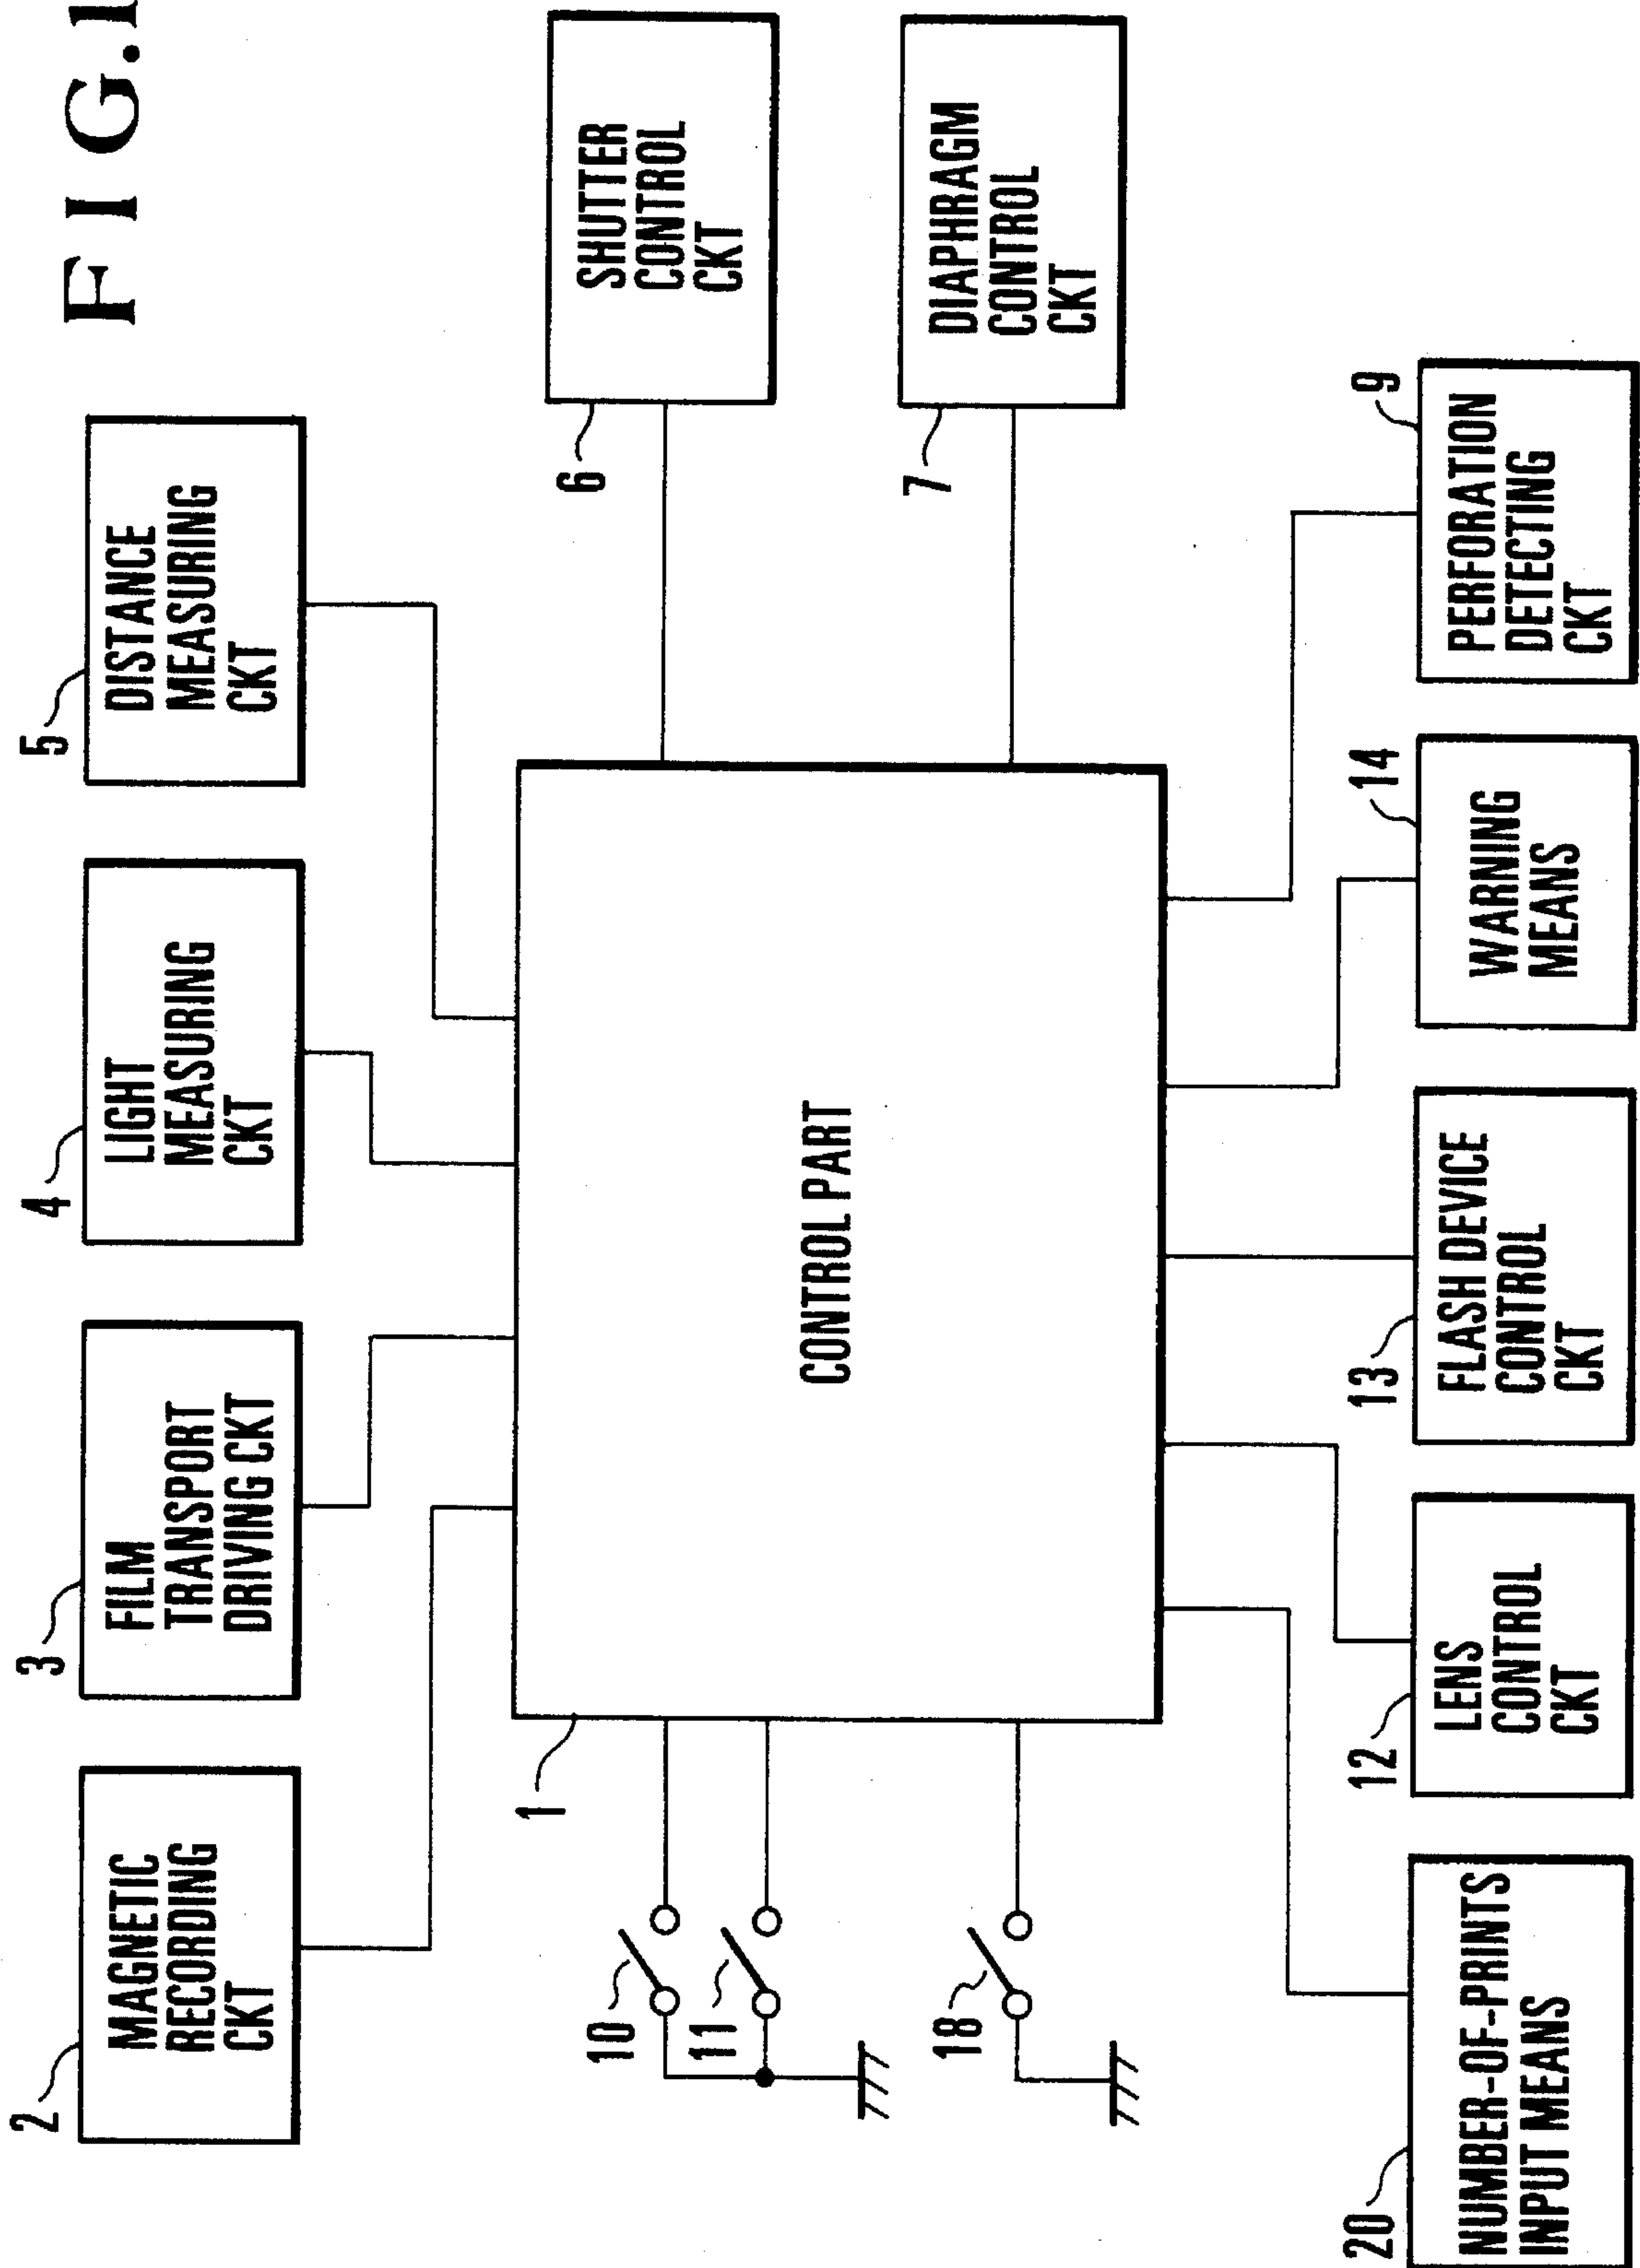 FIG.1
2
MAGNETIC
RECORDING
CKT
3
FILM
TRANSPORT
DRIVING CKT
4
LIGHT
MEASURING
CKT
5
DISTANCE
MEASURING
CKT
6
SHUTTER
CONTROL
CKT
7
DIAPHRAGM
CONTROL
CKT
1
CONTROL PART
10
11
18
20
NUMBER-OF-PRINTS
INPUT MEANS
12
LENS
CONTROL
CKT
13
FLASH DEVICE
CONTROL
CKT
14
WARNING
MEANS
9
PERFORATION
DETECTING
CKT